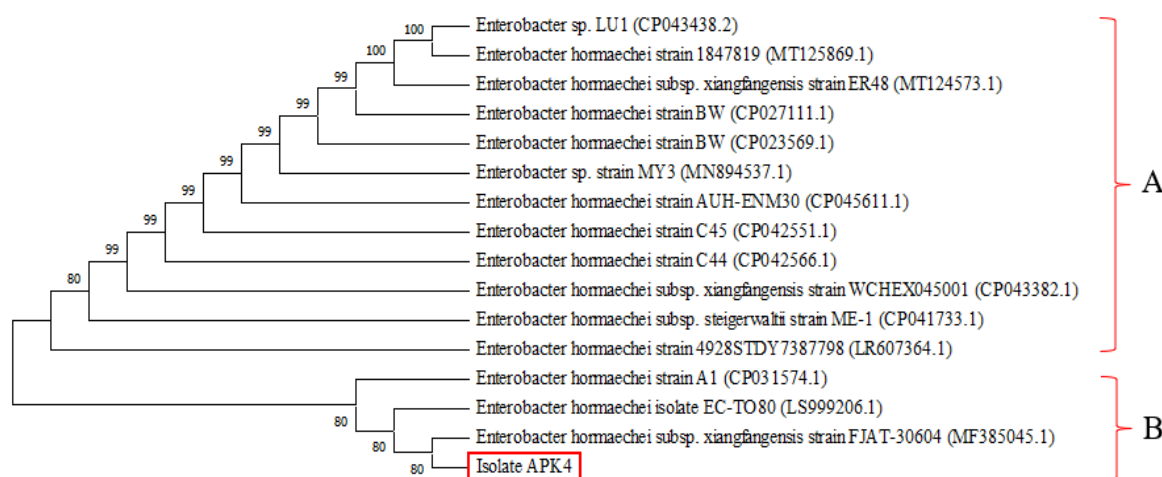 100
Enterobacter sp. LU1 (CP043438.2)
100
Enterobacter hormaechei strain 1847819 (MT125869.1)
99
Enterobacter hormaechei subsp. xiangfangensis strain ER48 (MT124573.1)
99
Enterobacter hormaechei strain BW (CP027111.1)
99
Enterobacter hormaechei strain BW (CP023569.1)
99
Enterobacter sp. strain MY3 (MN894537.1)
99
Enterobacter hormaechei strain AUH-ENM30 (CP045611.1)
A
99
Enterobacter hormaechei strain C45 (CP042551.1)
99
Enterobacter hormaechei strain C44 (CP042566.1)
80
Enterobacter hormaechei subsp. xiangfangensis strain WCHEX045001 (CP043382.1)
Enterobacter hormaechei subsp. steigerwaltii strain ME-1 (CP041733.1)
Enterobacter hormaechei strain 4928STDY7387798 (LR607364.1)
Enterobacter hormaechei strain A1 (CP031574.1)
80
Enterobacter hormaechei isolate EC-TO80 (LS999206.1)
80
Enterobacter hormaechei subsp. xiangfangensis strain FJAT-30604 (MF385045.1)
B
80
Isolate APK4